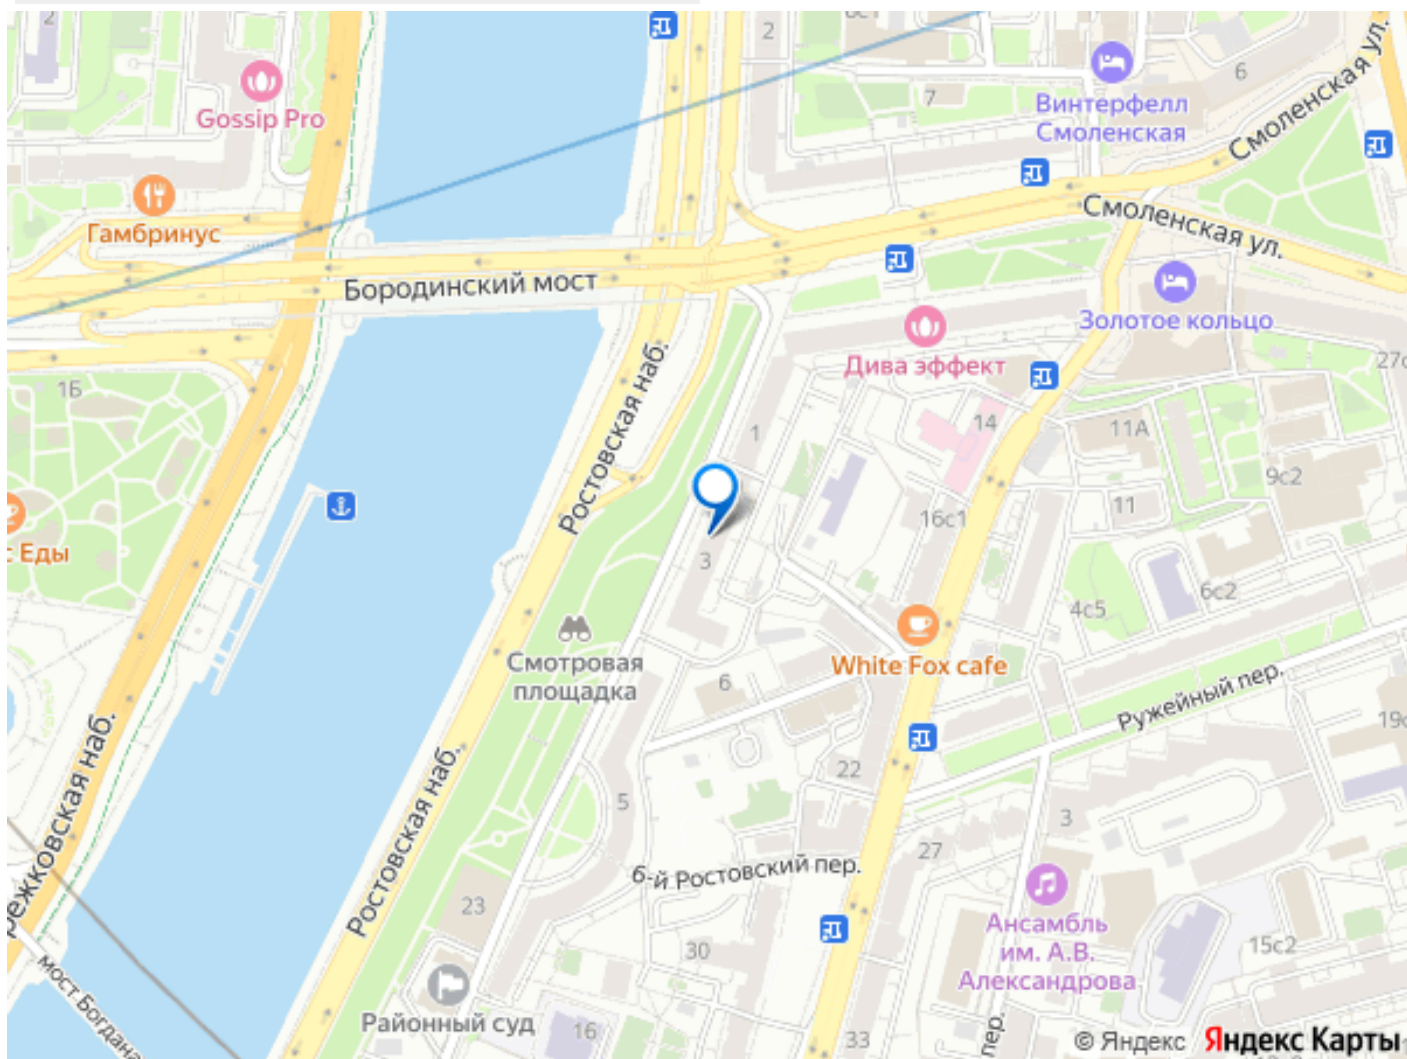 2
2
6
7
Gossip Pro
Винтерфелл
Смоленская
Смоленская ул.
Гамбринус
Смоленская ул.
Бородинский мост
Золотое кольцо
Дива эффект
Ростовская наб.
1Б
1
14
11А
9с2
11
16с1
с Еды
3
6с2
4с5
White Fox cafe
Смотровая
площадка
6
Ружейный пер.
22
Ростовская наб.
5
3
27
6-й Ростовский пер.
23
30
Ансамбль
им. А.В.
Александрова
15с2
мост Богдана
Районный суд
16
33
пер.
© Яндекс Яндекс Карты